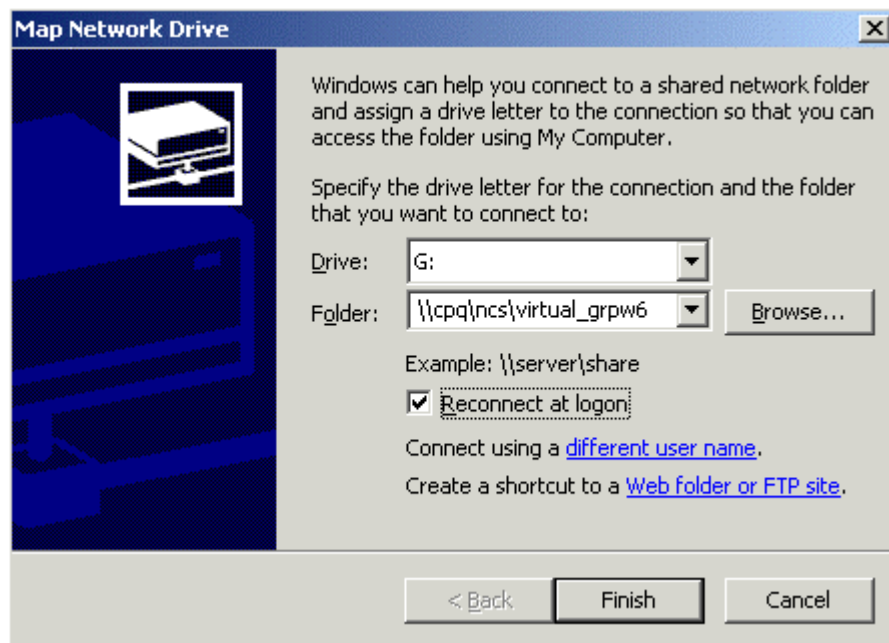 Map Network Drive
Windows can help you connect to a shared network folder
and assign a drive letter to the connection so that you can
access the folder using My Computer.
Specify the drive letter for the connection and the folder
that you want to connect to:
Drive: G:
Folder: \\cpq\ncs\virtual_grpw6 Browse...
Example: \\server\share
Reconnect at logon
Connect using a different user name.
Create a shortcut to a Web folder or FTP site.
< Back Finish Cancel